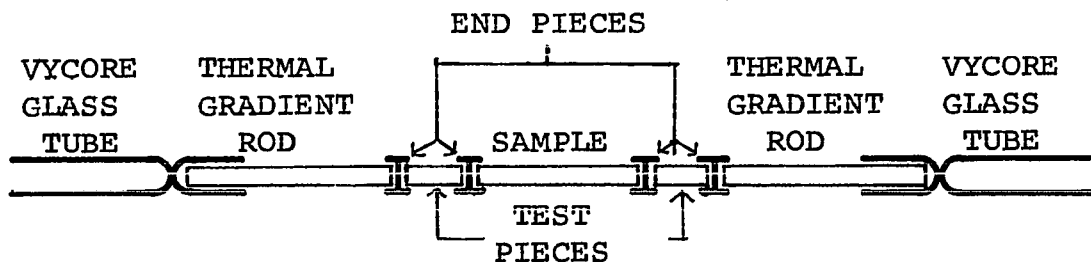 END PIECES
VYCORE
GLASS
TUBE
THERMAL
GRADIENT
ROD
SAMPLE
THERMAL
GRADIENT
ROD
VYCORE
GLASS
TUBE
TEST
PIECES